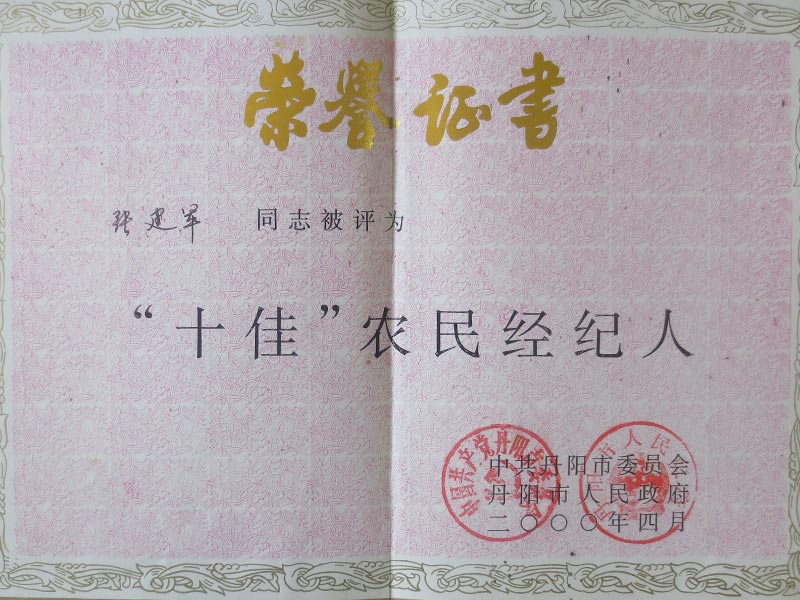 荣誉证书
张建军 同志被评为
“十佳”农民经纪人
中共丹阳市委员会
丹阳市人民政府
二〇〇〇年四月